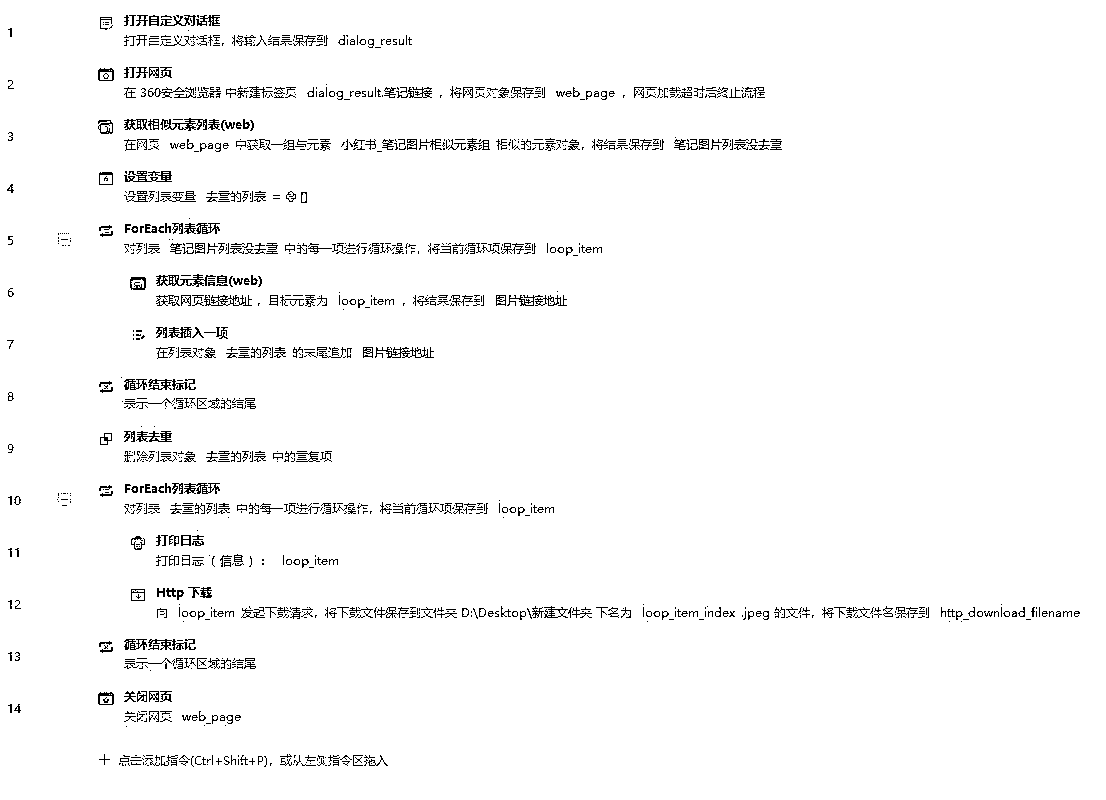 1
打开自定义对话框
打开自定义对话框，将输入结果保存到 dialog_result
2
打开网页
在 360安全浏览器 中新建标签页 dialog_result.笔记链接 ，将网页对象保存到 web_page ，网页加载超时后终止流程
3
获取相似元素列表(web)
在网页 web_page 中获取一组与元素 小红书_笔记图片相似元素组 相似的元素对象，将结果保存到 笔记图片列表没去重
4
设置变量
设置列表变量 去重的列表 = []
5
ForEach列表循环
对列表 笔记图片列表没去重 中的每一项进行循环操作，将当前循环项保存到 loop_item
6
获取元素信息(web)
获取网页链接地址 ，目标元素为 loop_item ，将结果保存到 图片链接地址
7
列表插入一项
在列表对象 去重的列表 的末尾追加 图片链接地址
8
循环结束标记
表示一个循环区域的结尾
9
列表去重
删除列表对象 去重的列表 中的重复项
10
ForEach列表循环
对列表 去重的列表 中的每一项进行循环操作，将当前循环项保存到 loop_item
11
打印日志
打印日志（信息）： loop_item
12
Http 下载
向 loop_item 发起下载请求，将下载文件保存到文件夹 D:\Desktop\新建文件夹 下名为 loop_item_index .jpeg 的文件，将下载文件名保存到 http_download_filename
13
循环结束标记
表示一个循环区域的结尾
14
关闭网页
关闭网页 web_page
+ 点击添加指令(Ctrl+Shift+P)，或从左侧指令区拖入